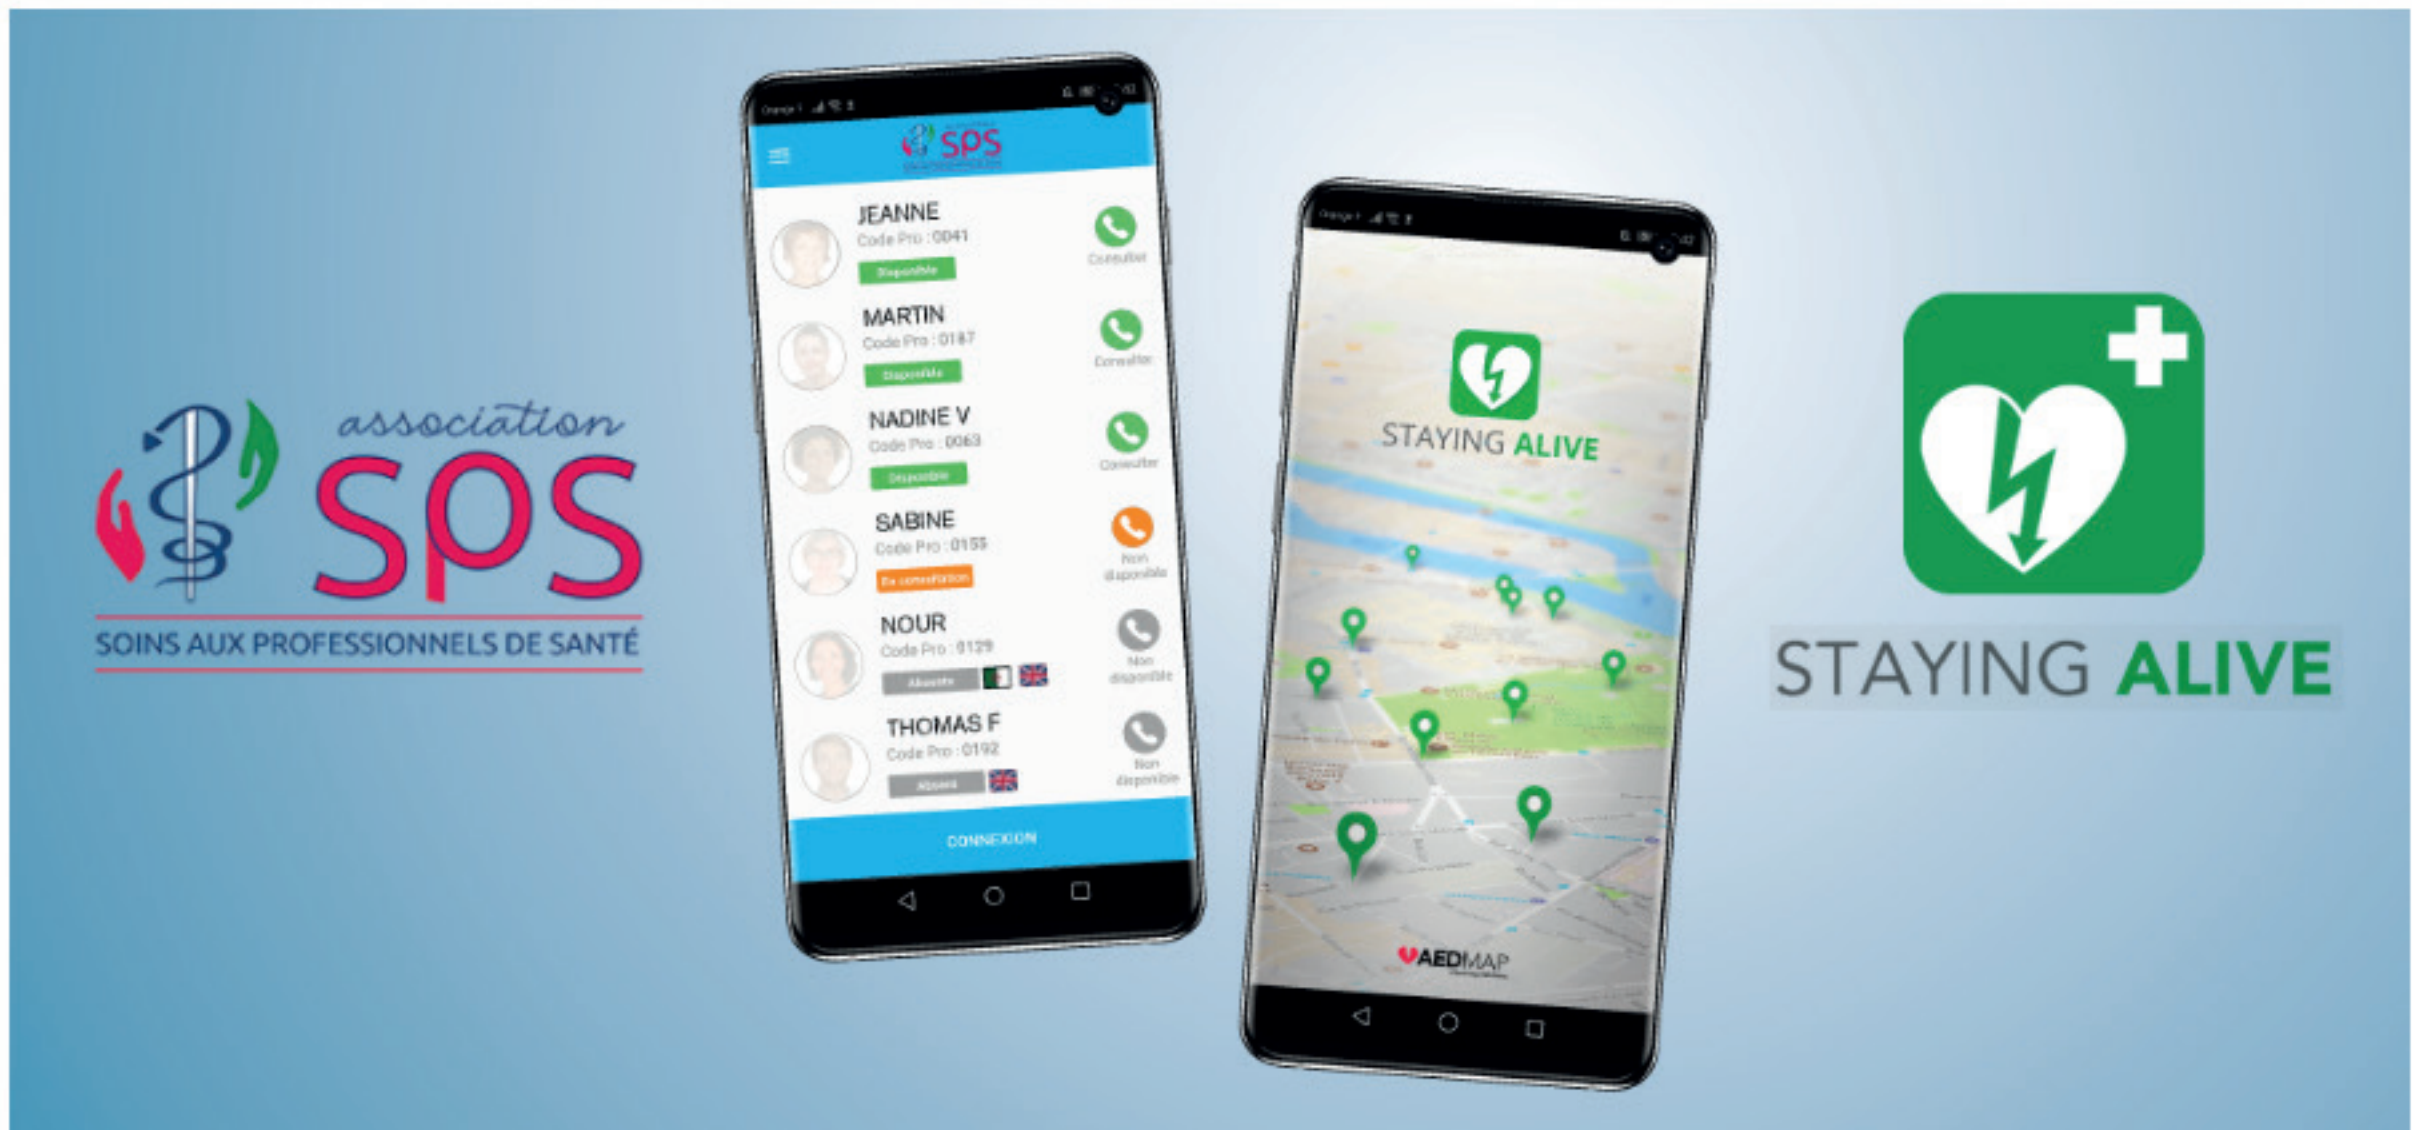 association
SPS
SOINS AUX PROFESSIONNELS DE SANTÉ
SPS
JEANNE
Code Pro : 0041
Disponible
Consulter
MARTIN
Code Pro : 0187
Disponible
Consulter
NADINE V
Code Pro : 0063
Disponible
Consulter
SABINE
Code Pro : 0155
En consultation
Non
disponible
NOUR
Code Pro : 0129
Absente
Non
disponible
THOMAS F
Code Pro : 0192
Absent
Non
disponible
CONNEXION
Orange F
STAYING ALIVE
AEDMAP
STAYING ALIVE